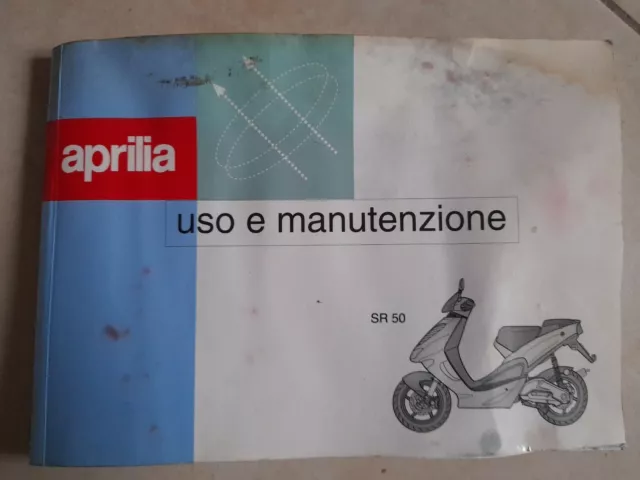 aprilia
uso e manutenzione
SR 50